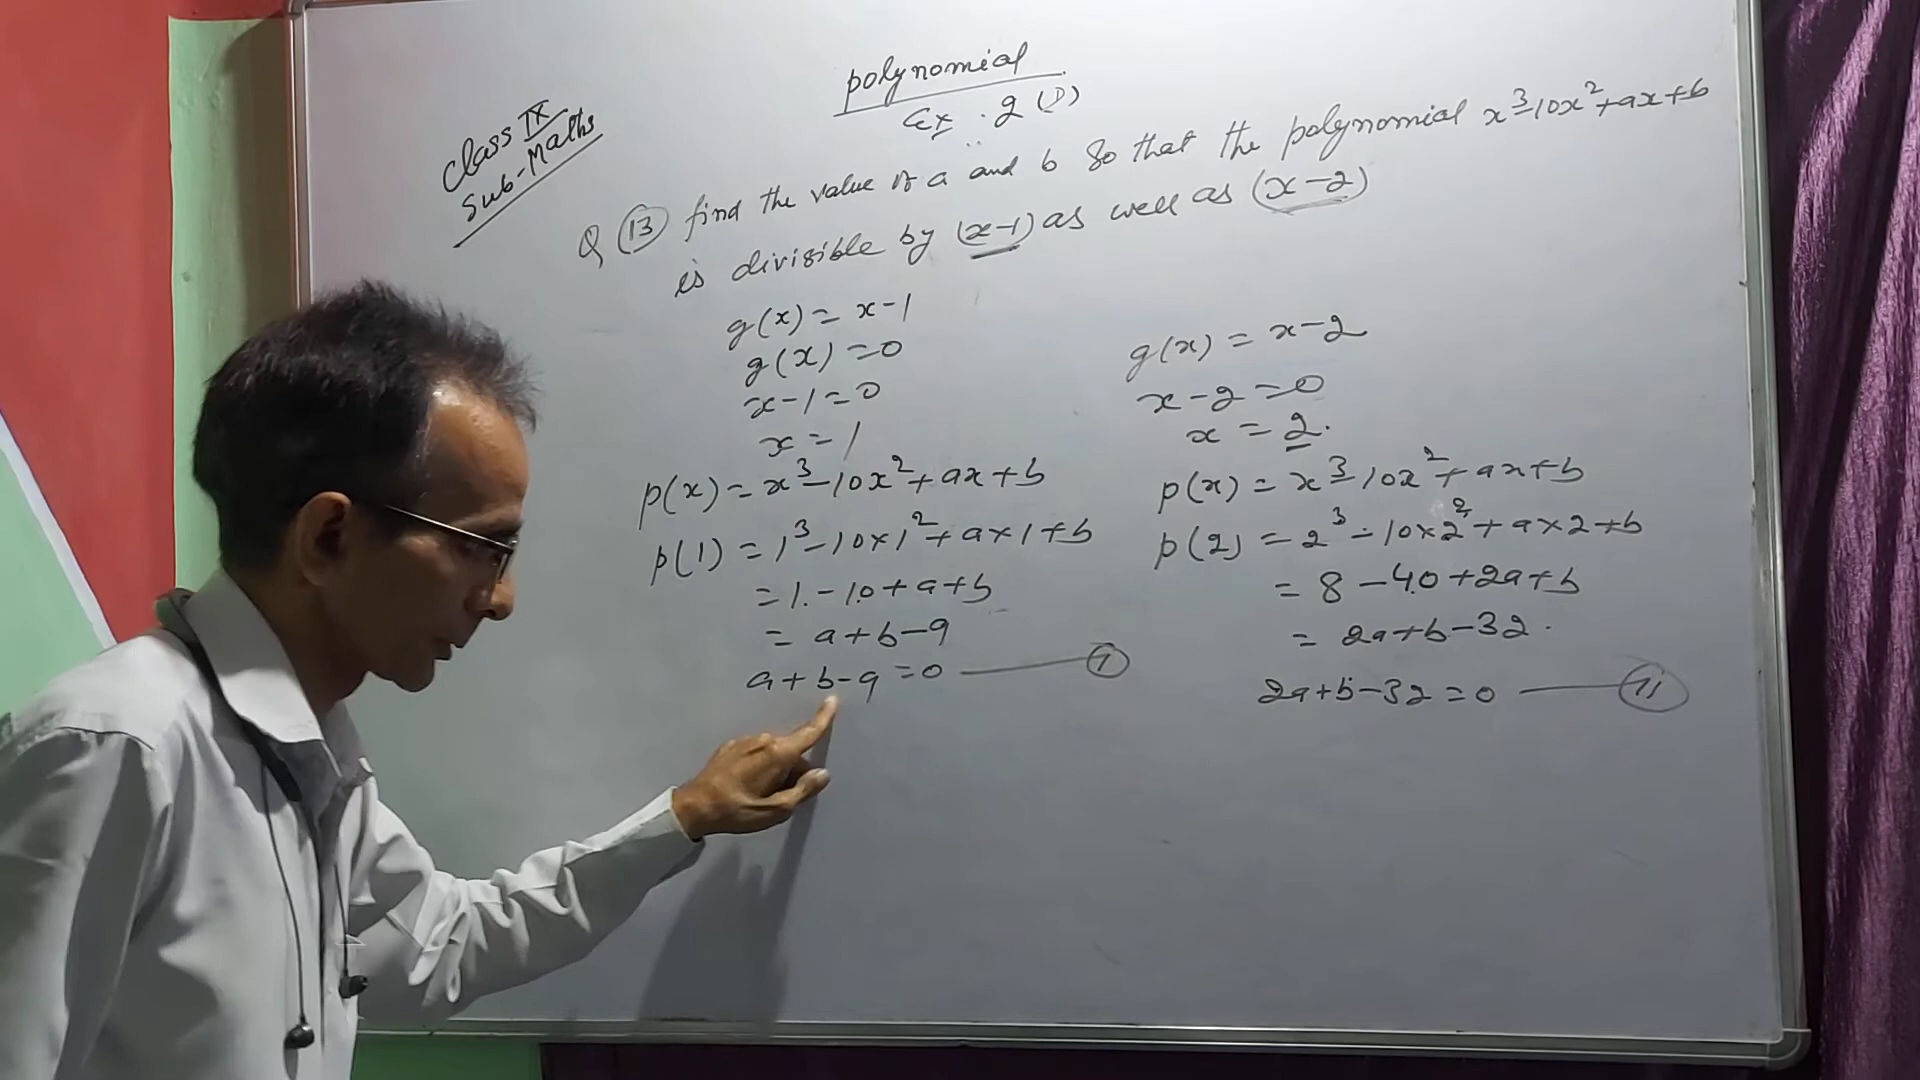 polynomial
Ex . 2 (D)
Class IX
Sub-Maths
Q 13 find the value of a and b so that the polynomial x³-10x²+ax+b
is divisible by (x-1) as well as (x-2)
g(x) = x-1
g(x) = 0
x-1 = 0
x = 1
p(x) = x³-10x²+ax+b
p(1) = 1³-10×1²+a×1+b
= 1-10+a+b
= a+b-9
a+b-9=0 — I
g(x) = x-2
x-2 = 0
x = 2.
p(x) = x³-10x²+ax+b
p(2) = 2³-10×2²+a×2+b
= 8-40+2a+b
= 2a+b-32.
2a+b-32=0 — II